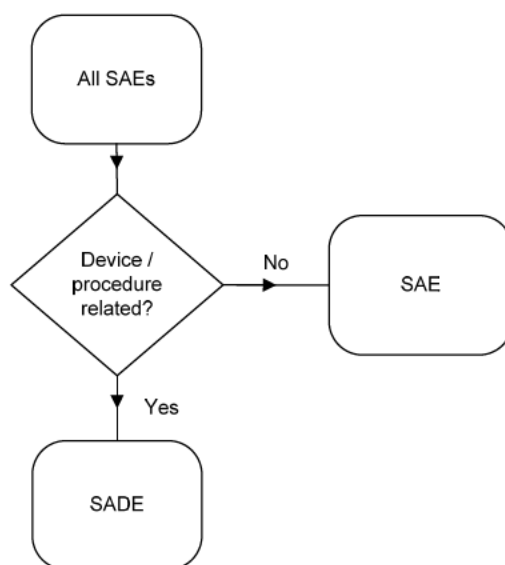 All SAEs
Device /
procedure
related?
No
SAE
Yes
SADE